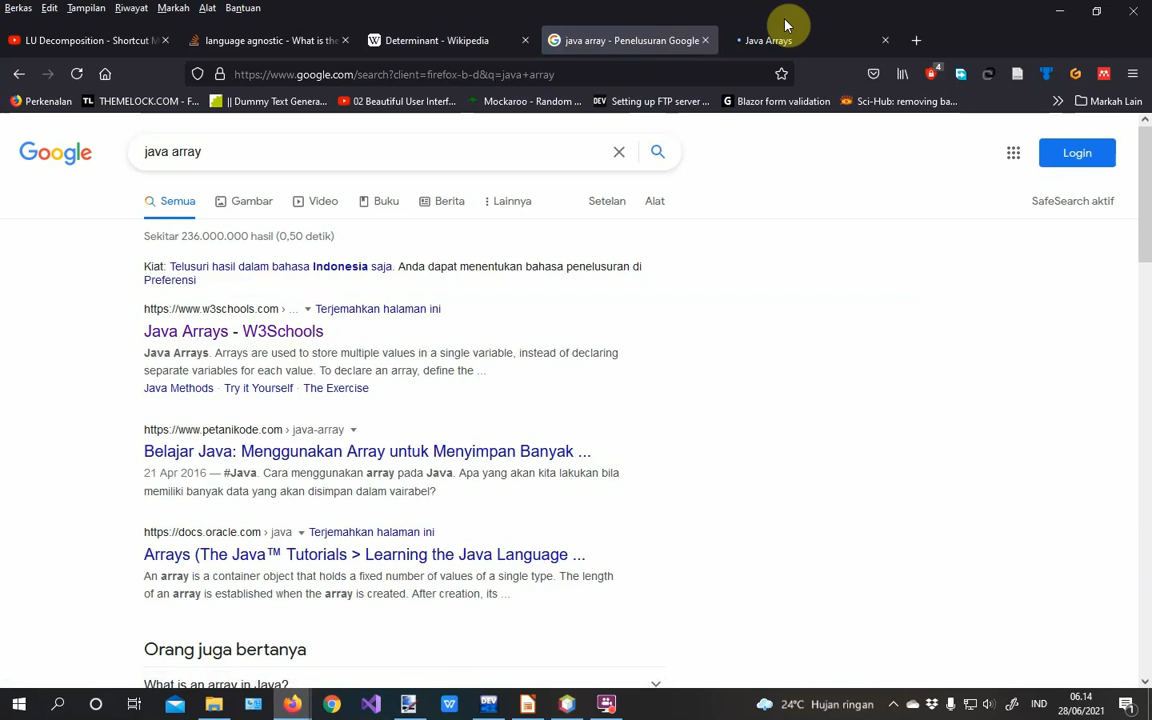 Berkas Edit Tampilan Riwayat Markah Alat Bantuan
LU Decomposition - Shortcut M
language agnostic - What is the
Determinant - Wikipedia
java array - Penelusuran Google
Java Arrays
https://www.google.com/search?client=firefox-b-d&q=java+array
4
Perkenalan
THEMELOCK.COM - F...
|| Dummy Text Genera...
02 Beautiful User Interf...
Mockaroo - Random ...
Setting up FTP server ...
Blazor form validation
Sci-Hub: removing ba...
Markah Lain
Google
java array
Login
Semua Gambar Video Buku Berita Lainnya Setelan Alat
SafeSearch aktif
Sekitar 236.000.000 hasil (0,50 detik)
Kiat: Telusuri hasil dalam bahasa Indonesia saja. Anda dapat menentukan bahasa penelusuran di
Preferensi
https://www.w3schools.com › ... Terjemahkan halaman ini
Java Arrays - W3Schools
Java Arrays. Arrays are used to store multiple values in a single variable, instead of declaring
separate variables for each value. To declare an array, define the ...
Java Methods · Try it Yourself · The Exercise
https://www.petanikode.com › java-array
Belajar Java: Menggunakan Array untuk Menyimpan Banyak ...
21 Apr 2016 — #Java. Cara menggunakan array pada Java. Apa yang akan kita lakukan bila
memiliki banyak data yang akan disimpan dalam vairabel?
https://docs.oracle.com › java Terjemahkan halaman ini
Arrays (The Java™ Tutorials > Learning the Java Language ...
An array is a container object that holds a fixed number of values of a single type. The length
of an array is established when the array is created. After creation, its ...
Orang juga bertanya
What is an array in Java?
24°C Hujan ringan
IND
06.14
28/06/2021
1